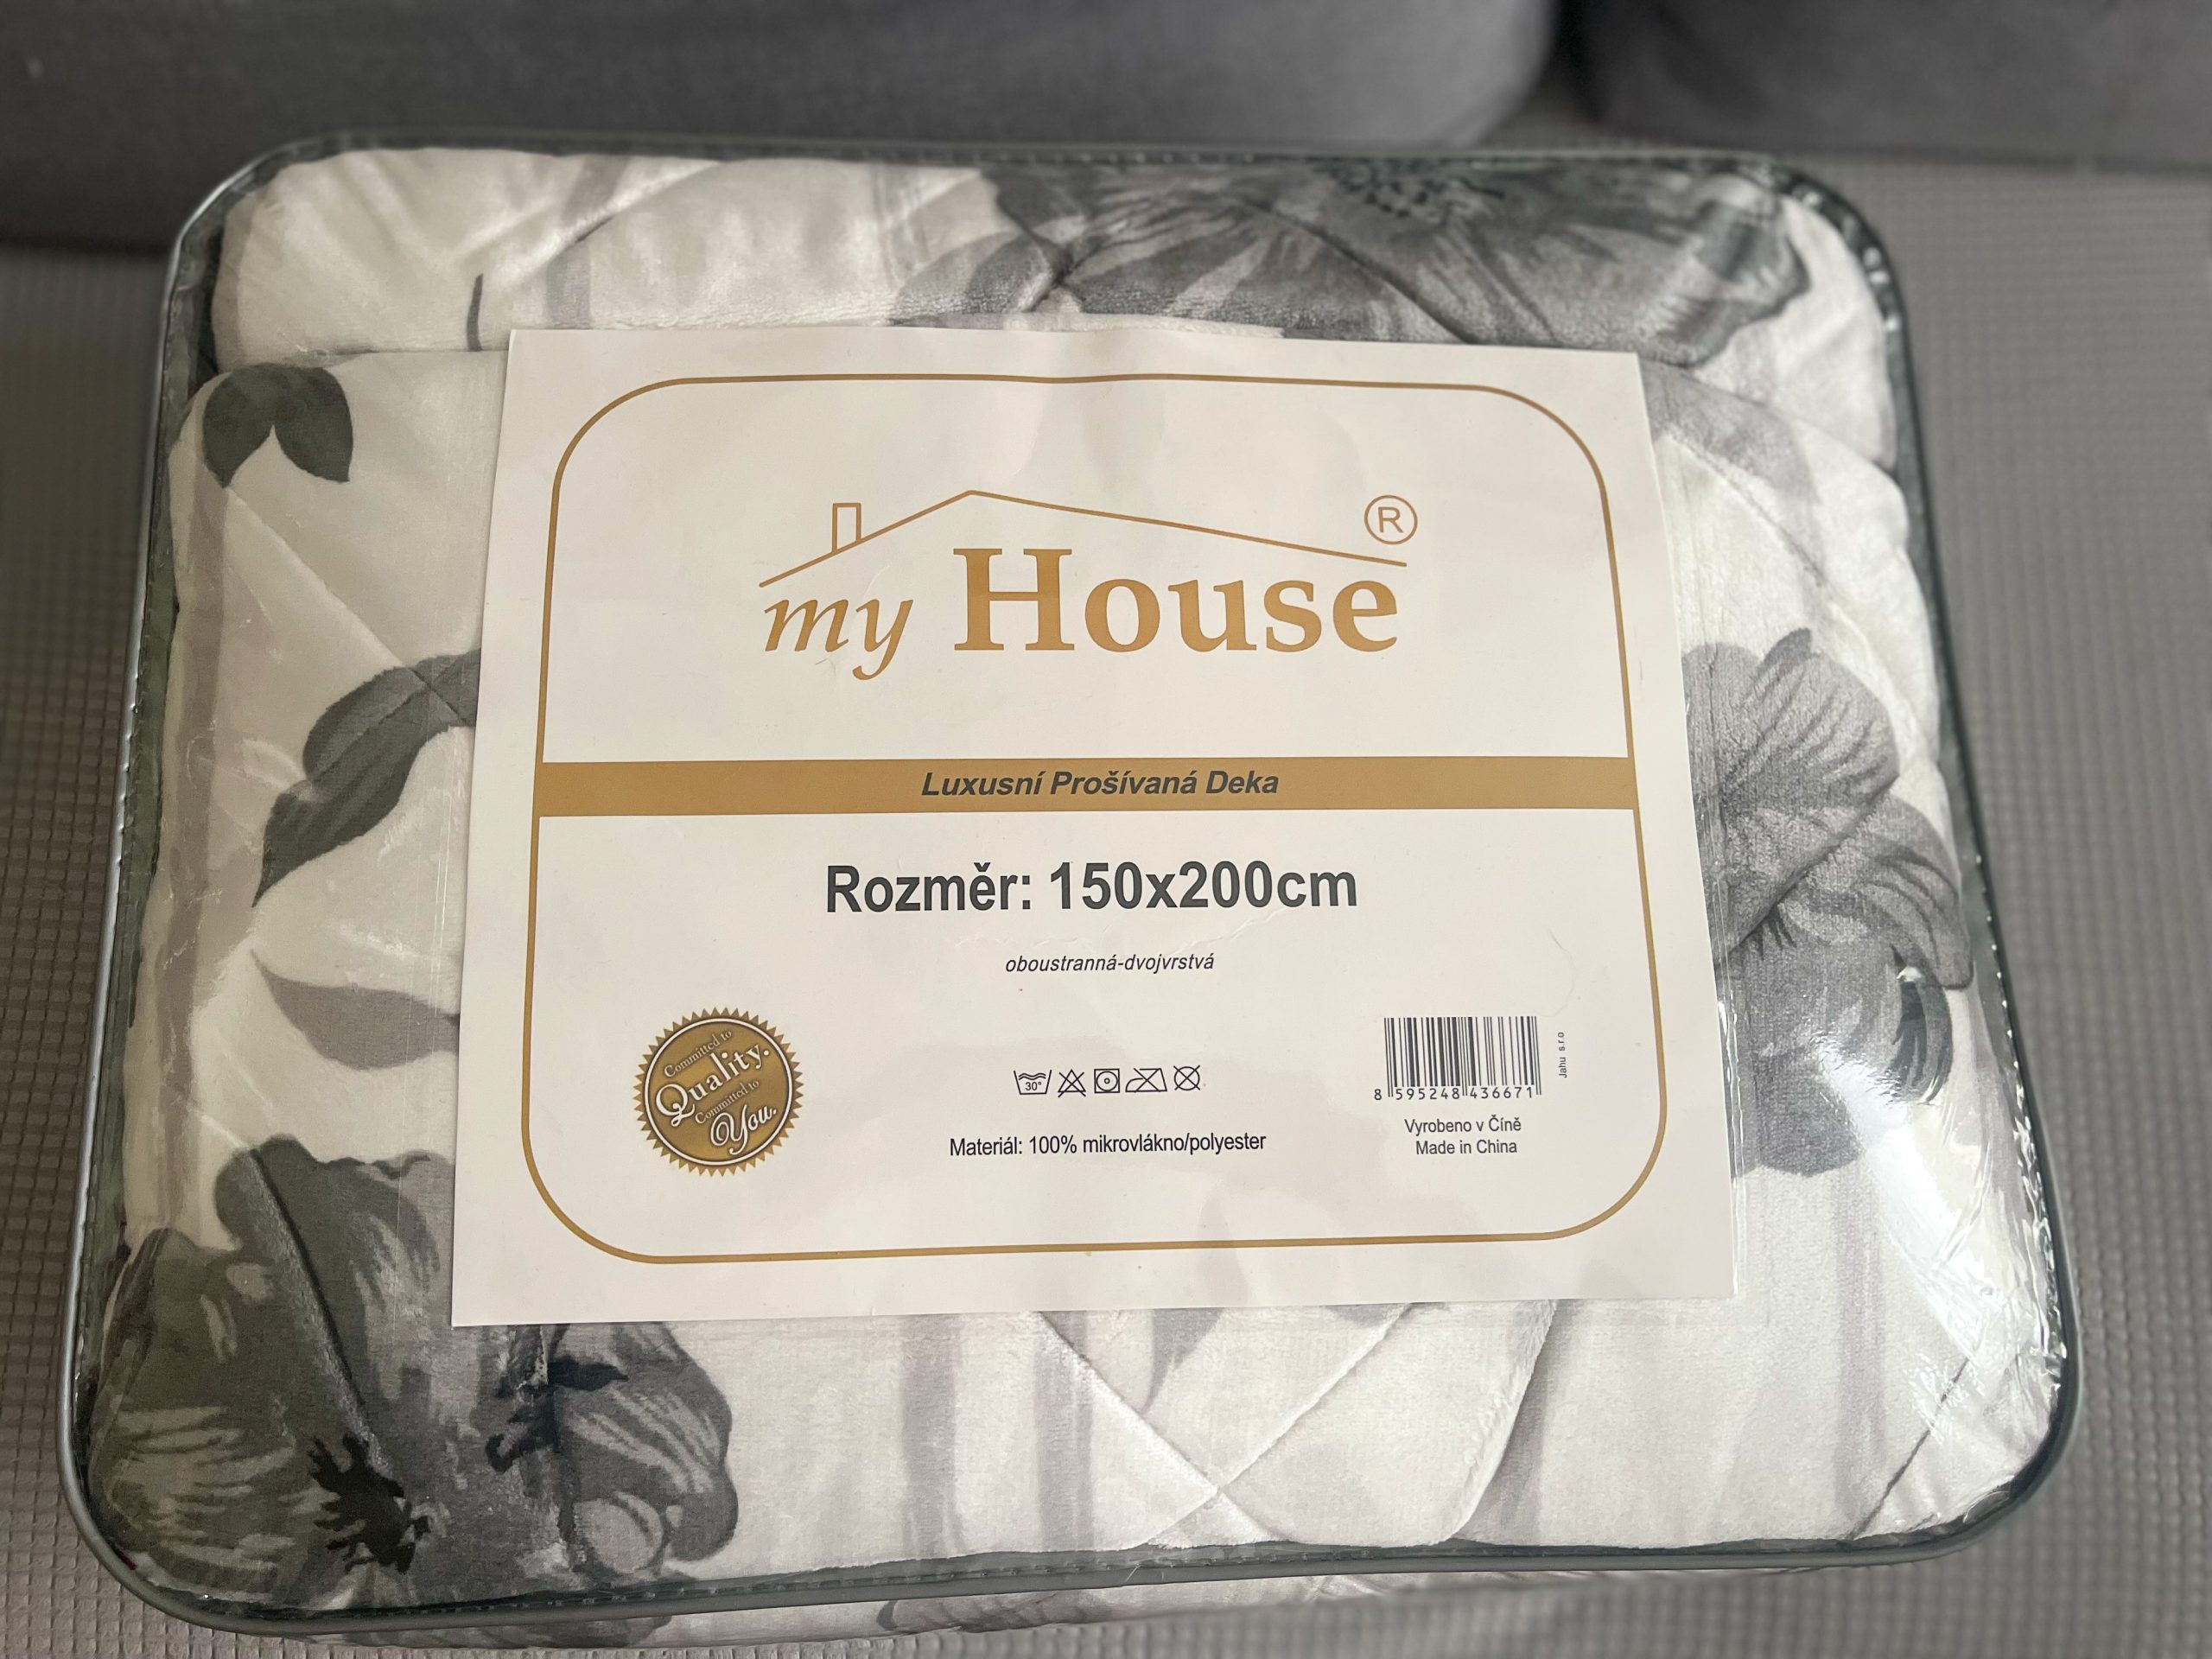 ®
my House
Luxusní Prošívaná Deka
Rozměr: 150x200cm
oboustranná-dvojvrstvá
Committed to
Quality.
Committed to
You.
30°
Materiál: 100% mikrovlákno/polyester
8 595248 436671
Jahu s.r.o
Vyrobeno v Číně
Made in China